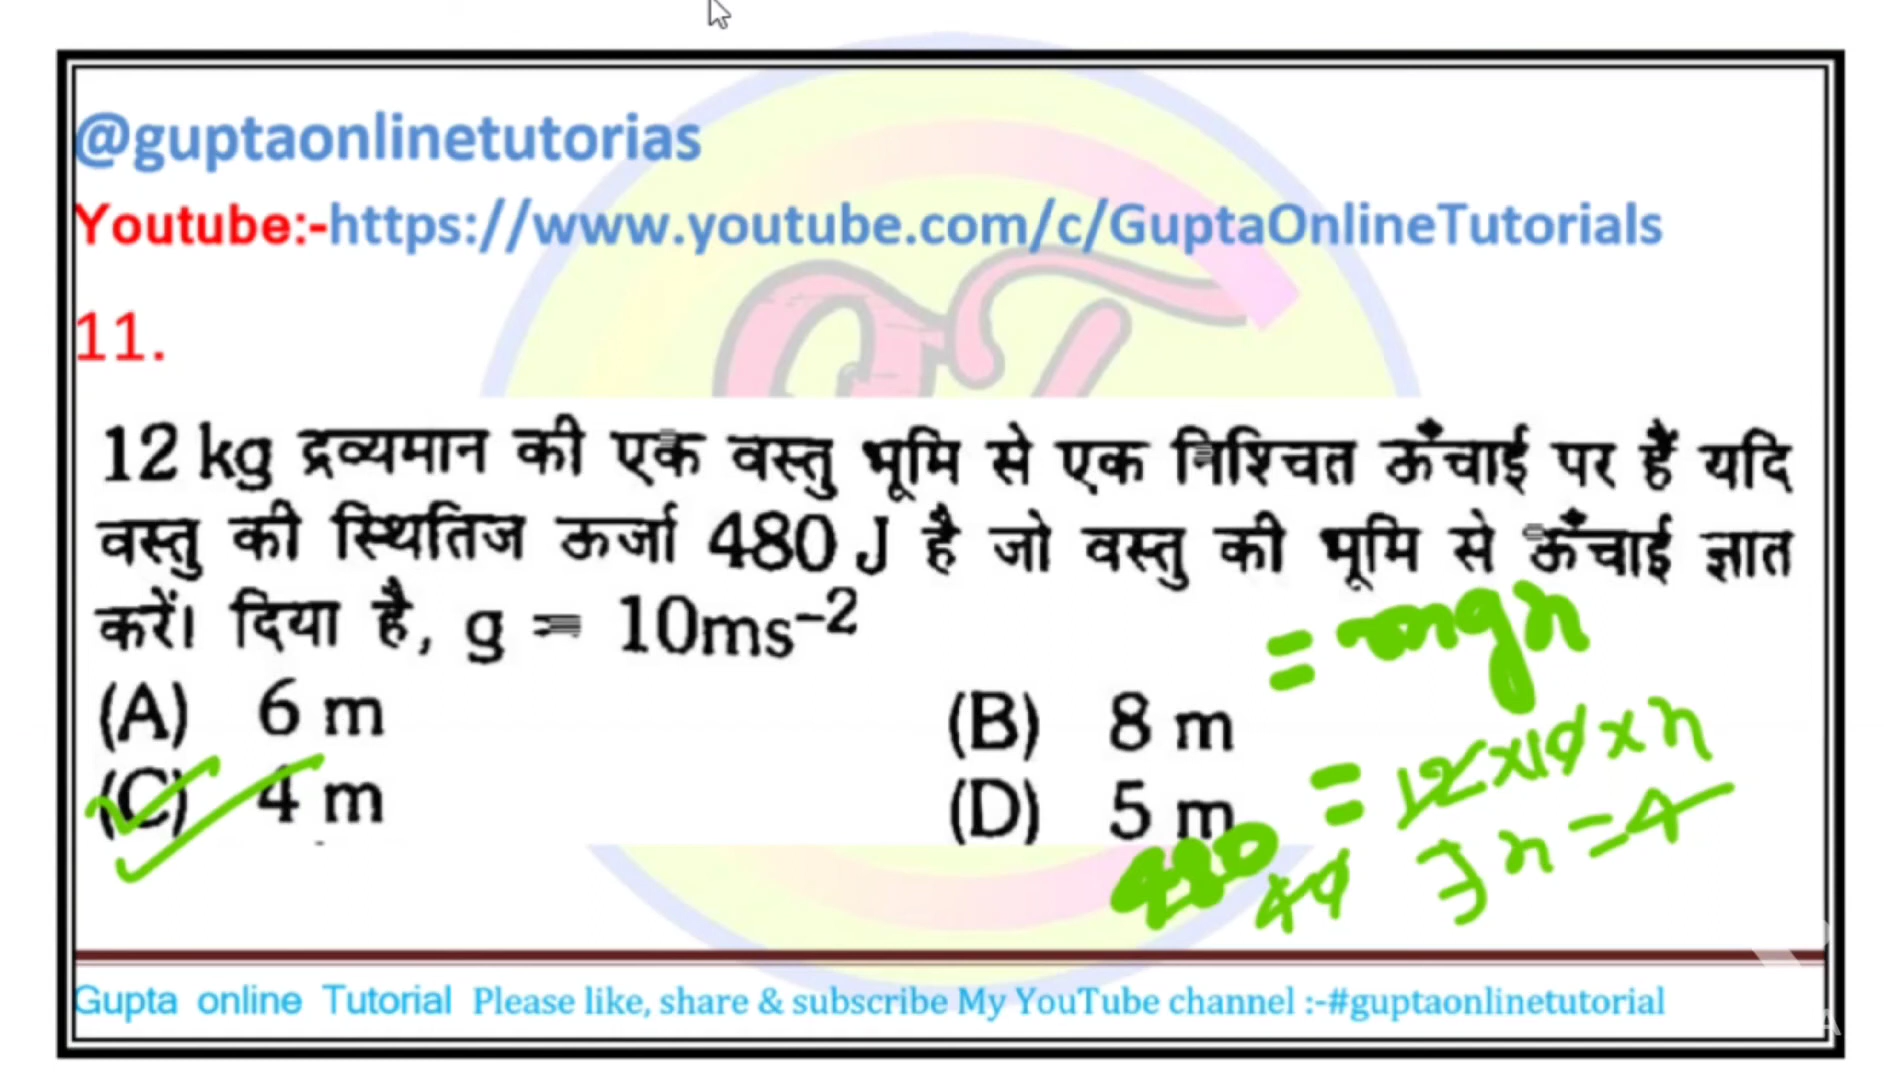 @guptaonlinetutorias
Youtube:-https://www.youtube.com/c/GuptaOnlineTutorials
11.
12 kg द्रव्यमान की एक वस्तु भूमि से एक निश्चित ऊँचाई पर हैं यदि
वस्तु की स्थितिज ऊर्जा 480 J है जो वस्तु की भूमि से ऊँचाई ज्ञात
करें। दिया है, g = 10ms⁻²
= mgh
(A) 6 m (B) 8 m
= 12×10×h
(C) 4 m (D) 5 m
480
40
⇒ h = 4
Gupta online Tutorial Please like, share & subscribe My YouTube channel :-#guptaonlinetutorial